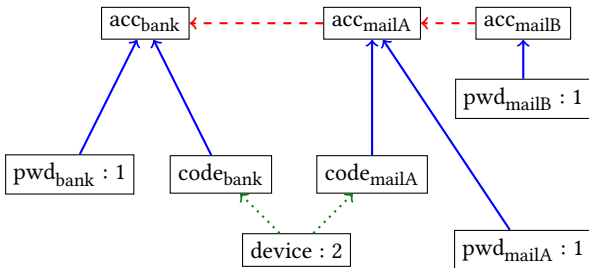 acc_bank
acc_mailA
acc_mailB
pwd_mailB : 1
pwd_bank : 1
code_bank
code_mailA
device : 2
pwd_mailA : 1